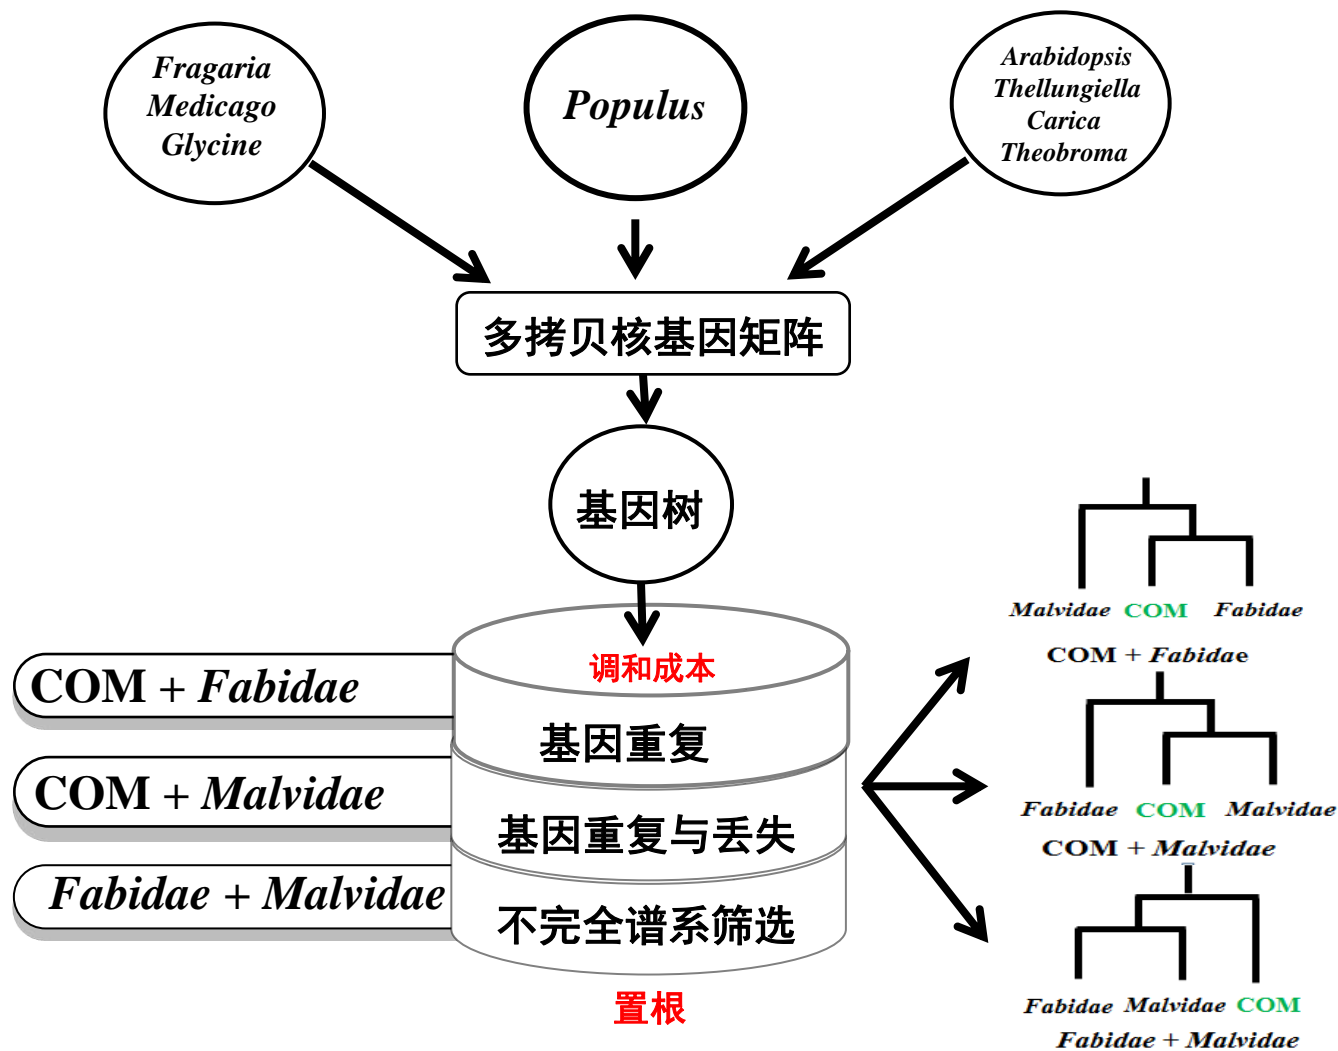 Fragaria
Medicago
Glycine
Populus
Arabidopsis
Thellungiella
Carica
Theobroma
多拷贝核基因矩阵
基因树
调和成本
基因重复
基因重复与丢失
不完全谱系筛选
置根
COM + Fabidae
COM + Malvidae
Fabidae + Malvidae
Malvidae COM Fabidae
COM + Fabidae
Fabidae COM Malvidae
COM + Malvidae
Fabidae Malvidae COM
Fabidae + Malvidae